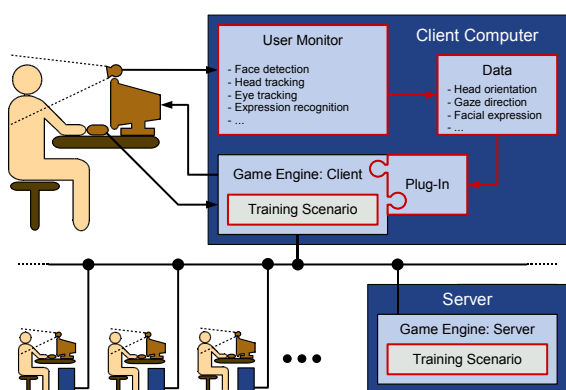 Client Computer
User Monitor
- Face detection
- Head tracking
- Eye tracking
- Expression recognition
- ...
Data
- Head orientation
- Gaze direction
- Facial expression
- ...
Game Engine: Client
Training Scenario
Plug-In
Server
Game Engine: Server
Training Scenario